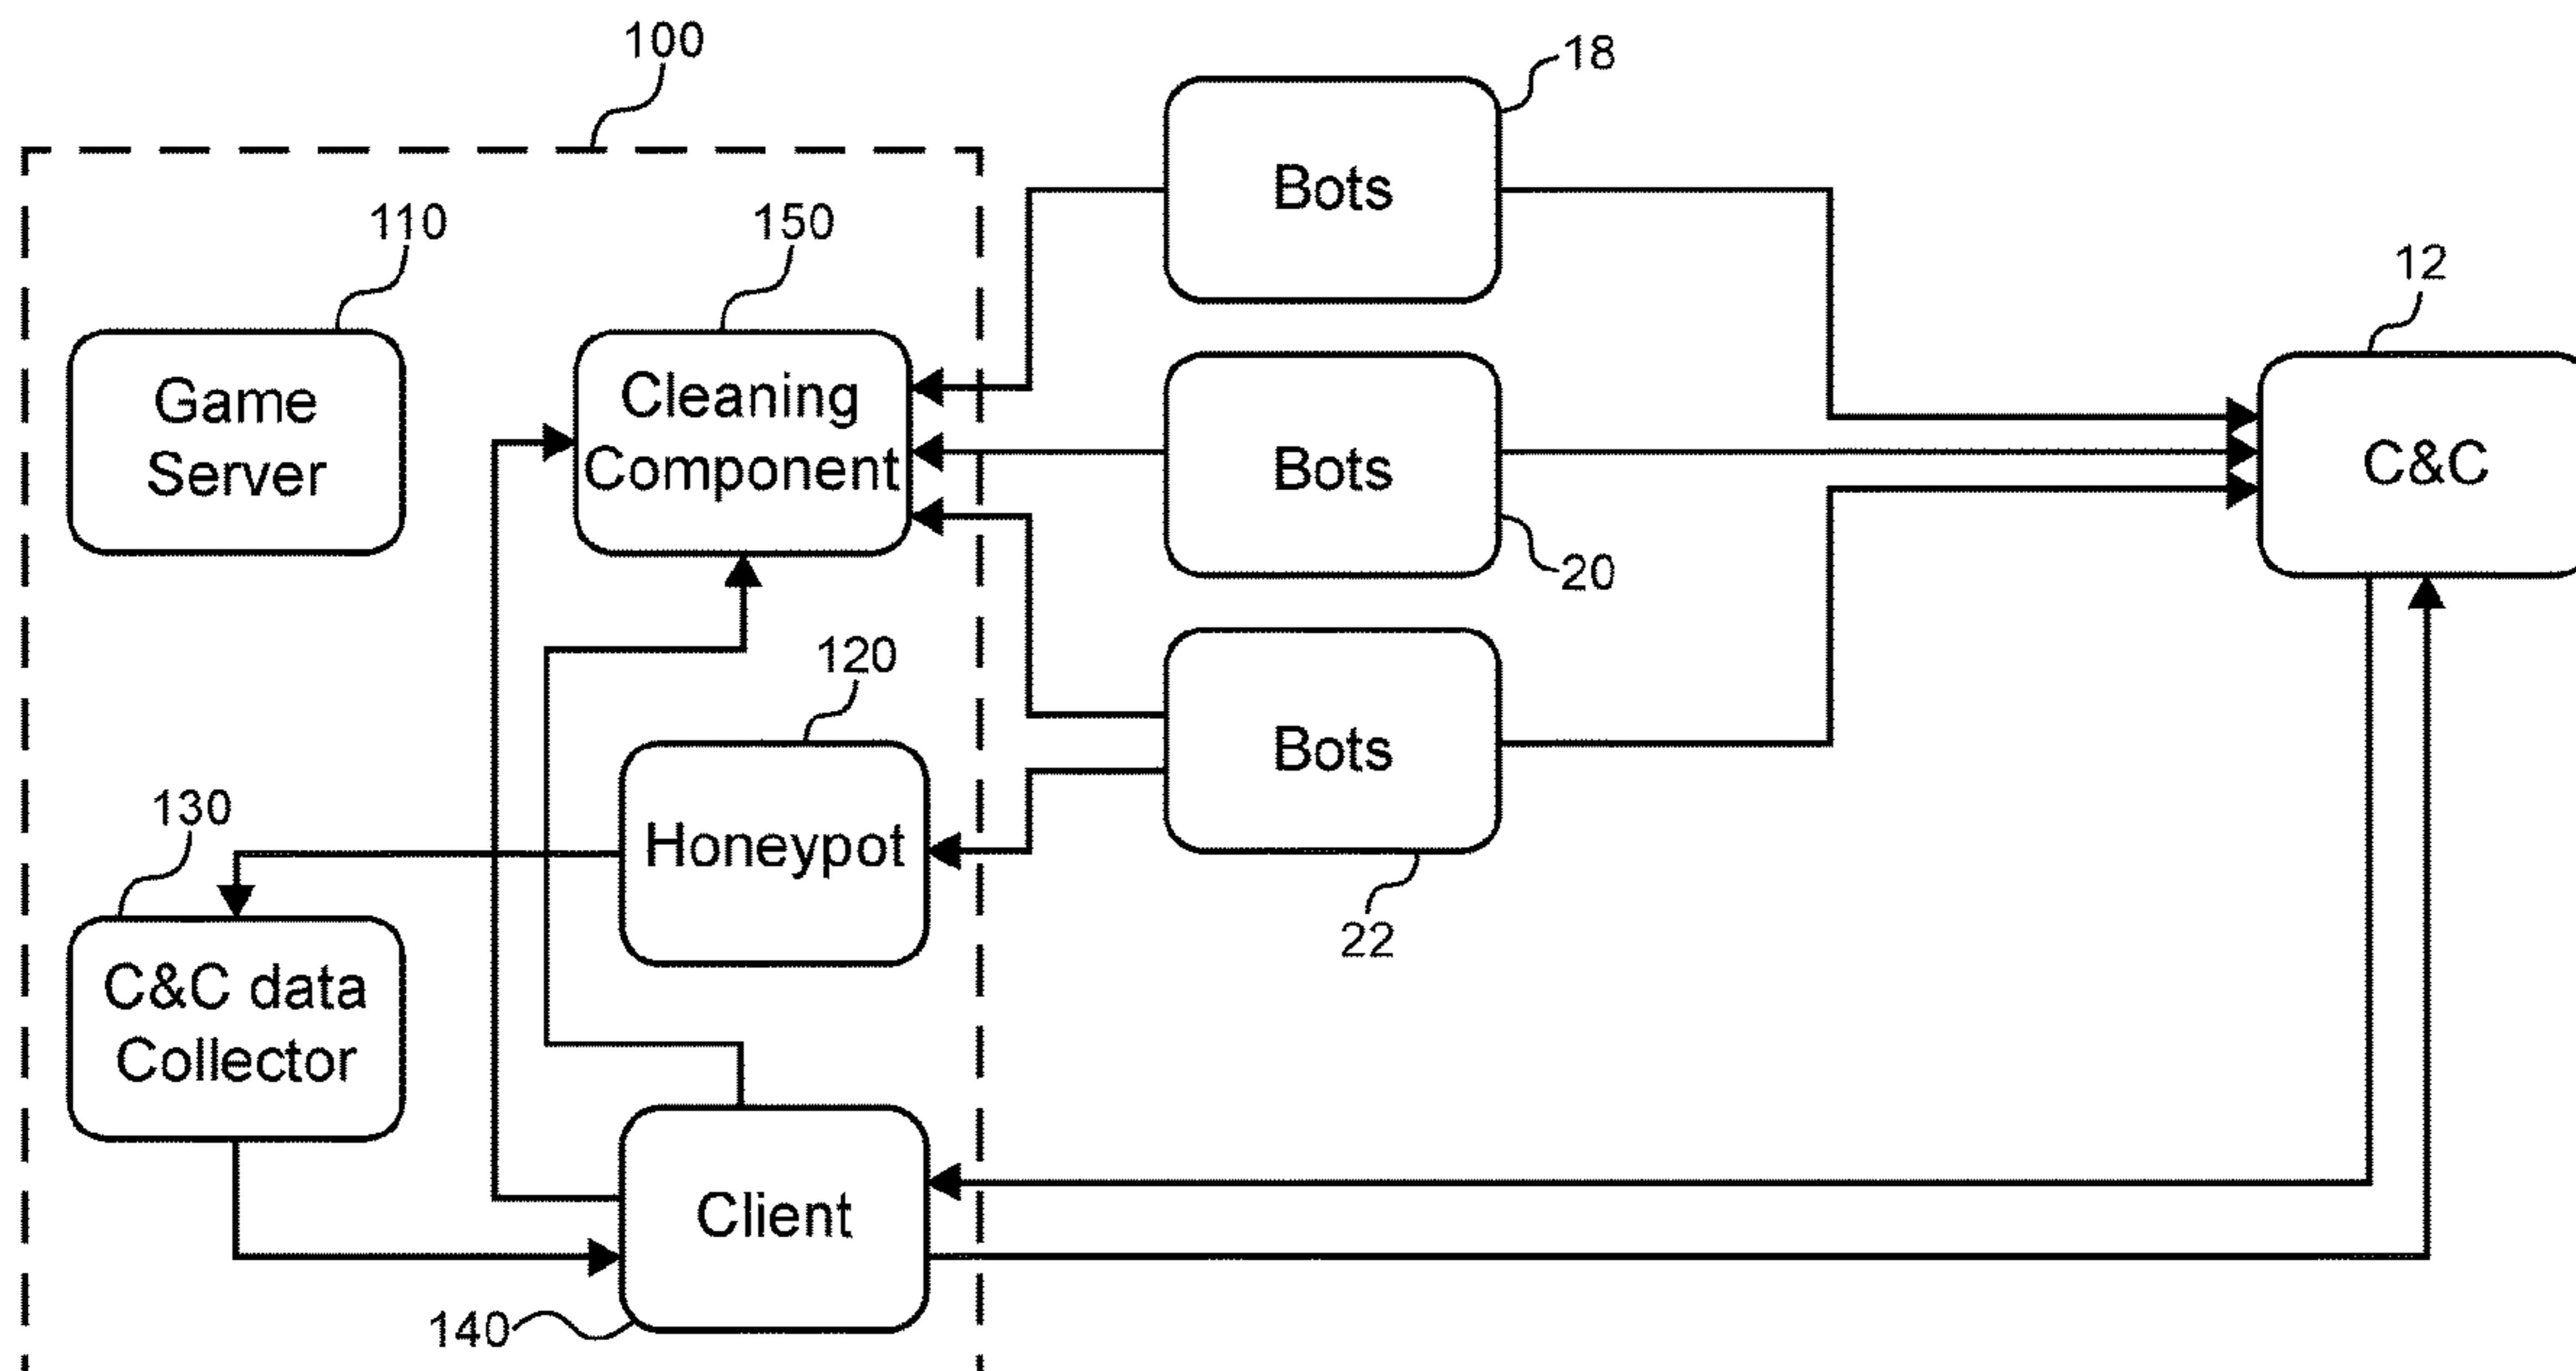 100
18
110
150
12
Bots
Game
Server
Cleaning
Component
Bots
C&C
20
120
Bots
130
Honeypot
22
C&C data
Collector
Client
140